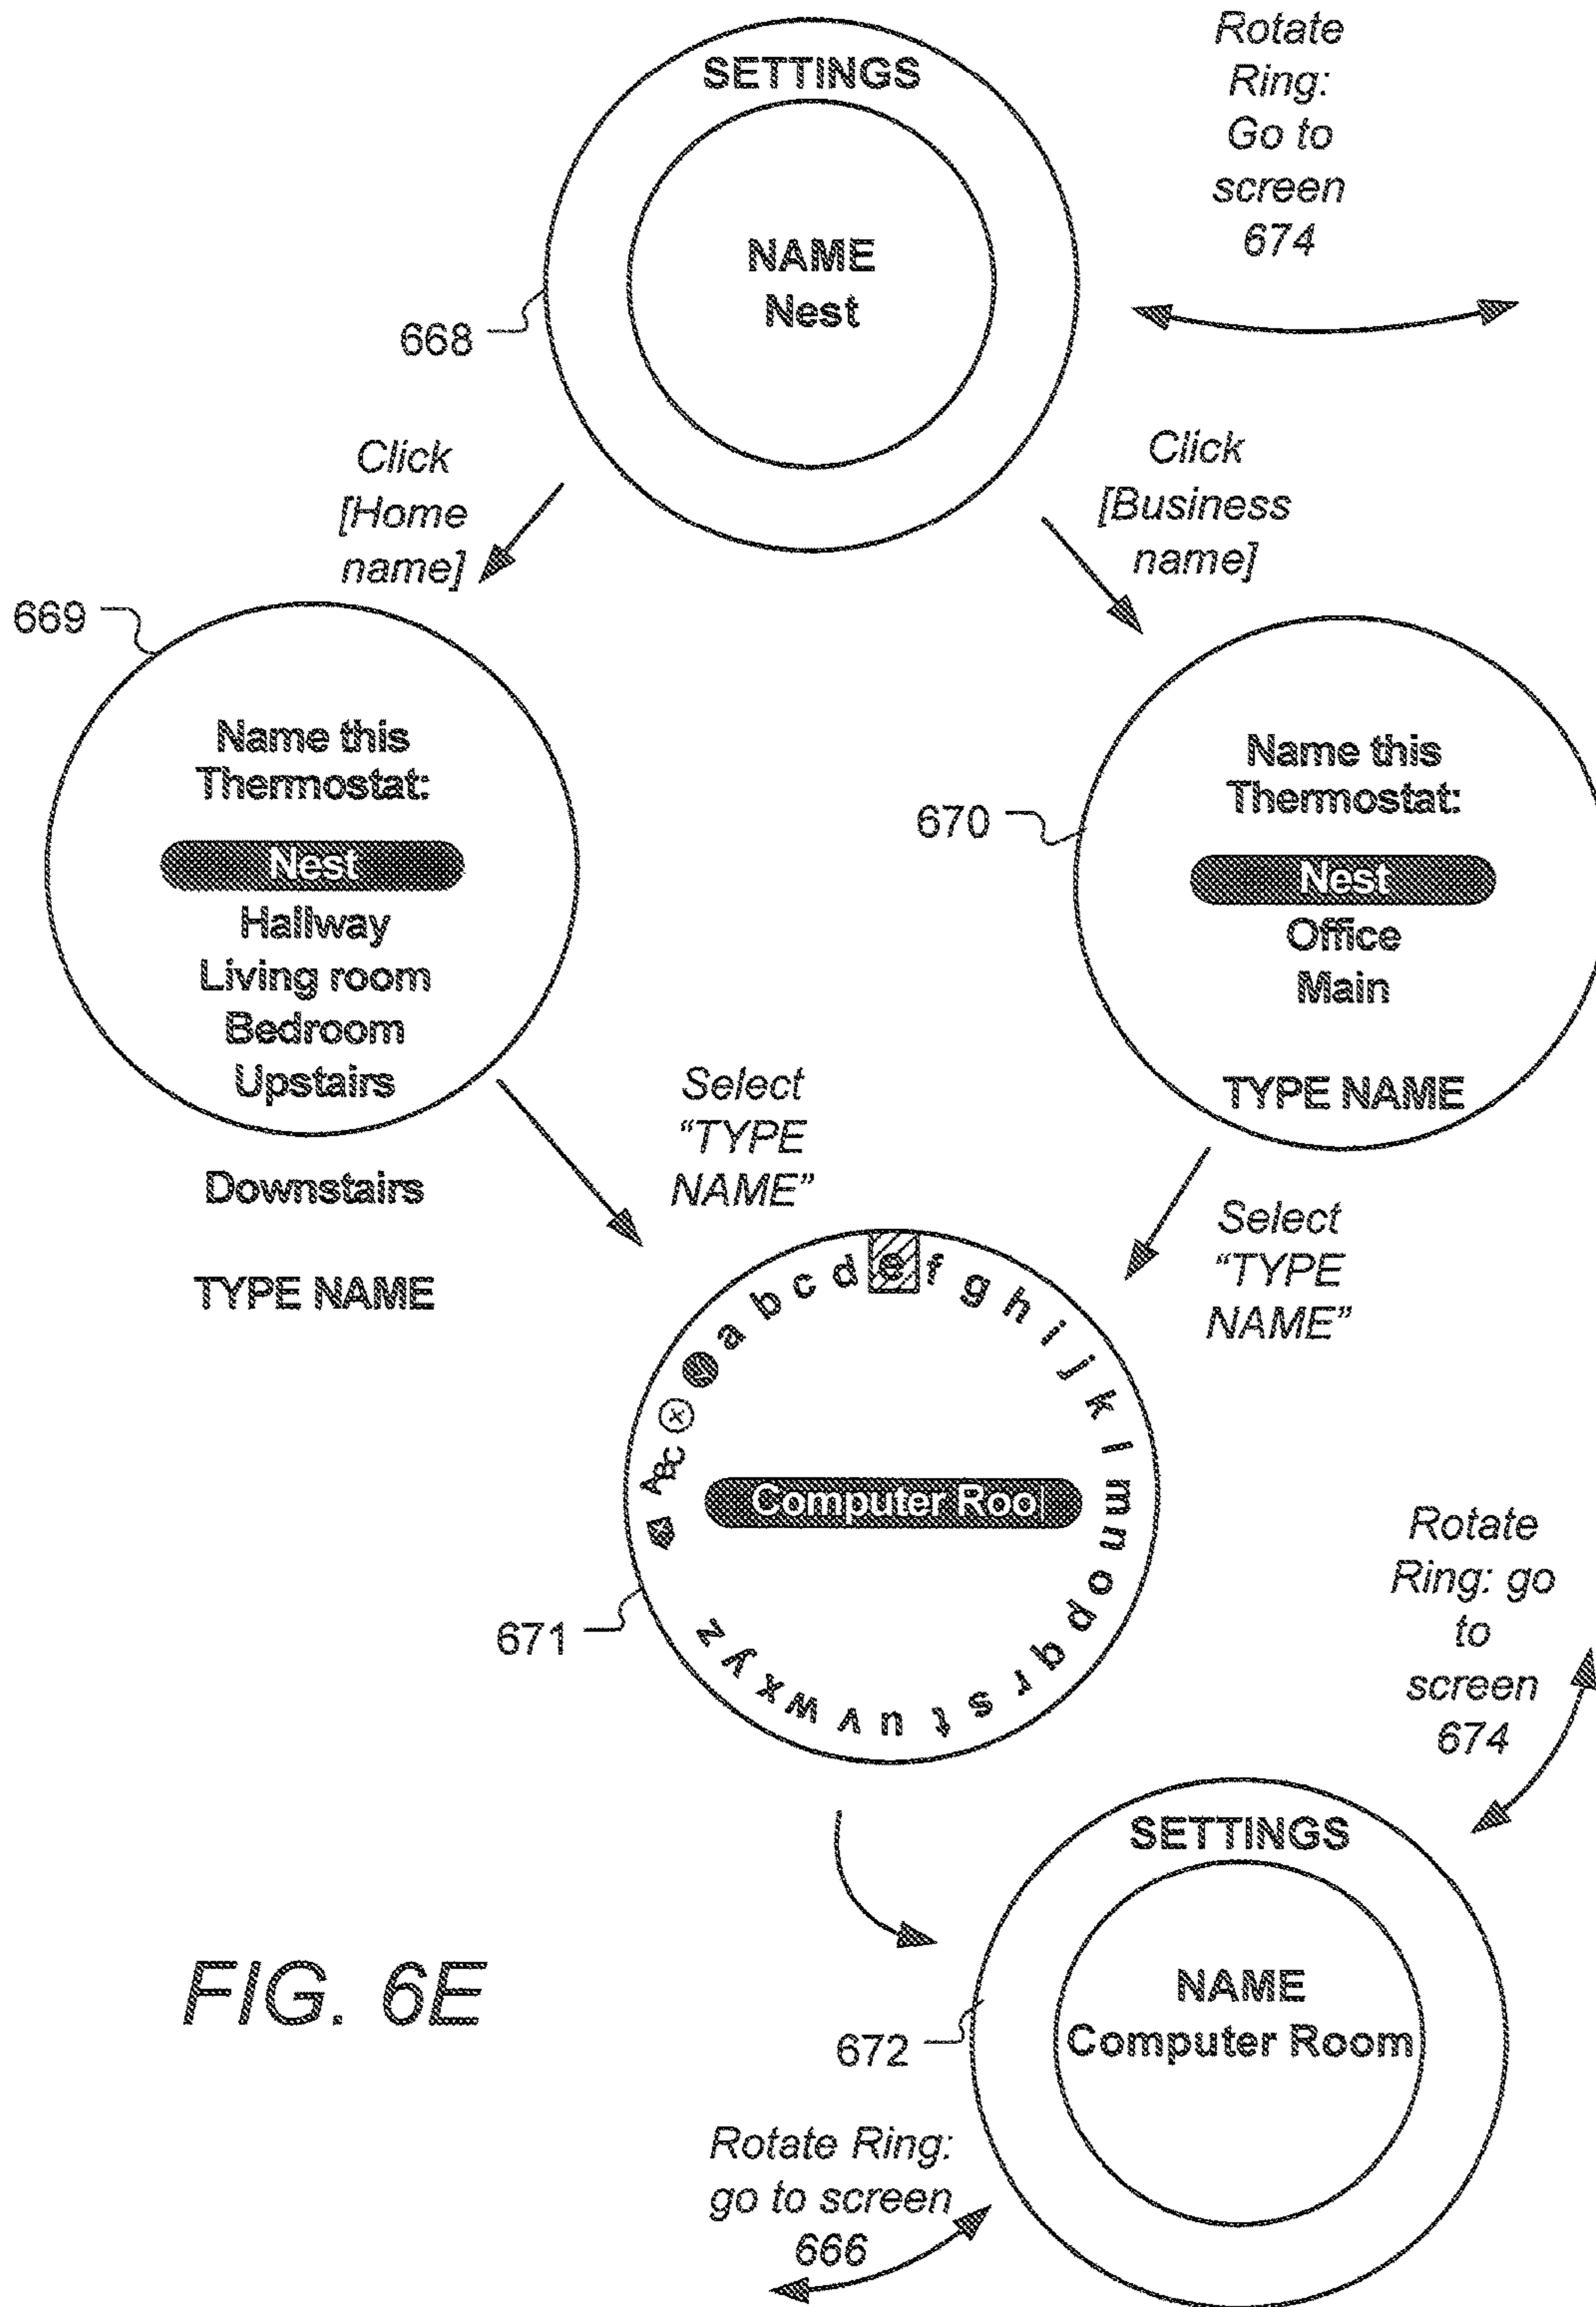 SETTINGS
NAME
Nest
668
Rotate
Ring:
Go to
screen
674
Click
[Home
name]
Click
[Business
name]
669
Name this
Thermostat:
Nest
Hallway
Living room
Bedroom
Upstairs
Downstairs
TYPE NAME
670
Name this
Thermostat:
Nest
Office
Main
TYPE NAME
Select
“TYPE
NAME”
Select
“TYPE
NAME”
ABC a b c d e f g h i j k l m n o p q r s t u v w x y z
Computer Roo
671
Rotate
Ring: go
to
screen
674
SETTINGS
NAME
Computer Room
672
Rotate Ring:
go to screen
666
FIG. 6E